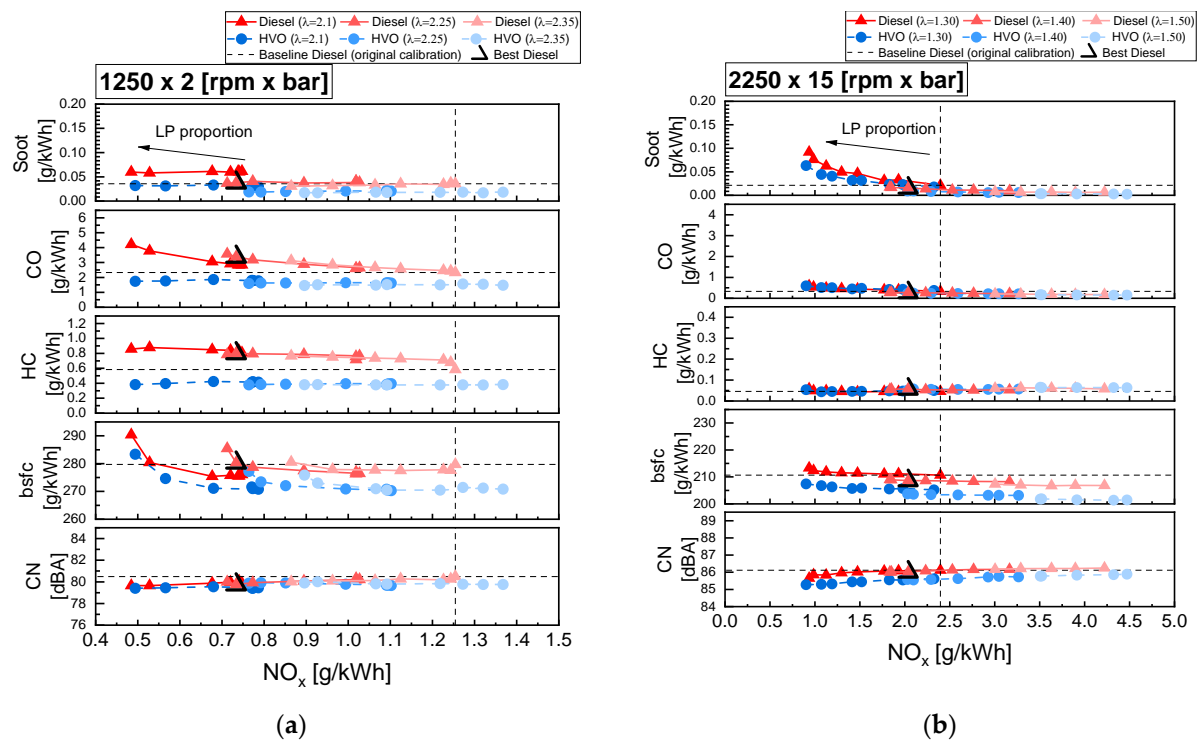 Diesel (λ=2.1) Diesel (λ=2.25) Diesel (λ=2.35)
HVO (λ=2.1) HVO (λ=2.25) HVO (λ=2.35)
Baseline Diesel (original calibration) Best Diesel
1250 x 2 [rpm x bar]
LP proportion
Soot
[g/kWh]
0.20
0.15
0.10
0.05
0.00
CO
[g/kWh]
6
5
4
3
2
1
0
HC
[g/kWh]
1.2
1.0
0.8
0.6
0.4
0.2
0.0
bsfc
[g/kWh]
290
280
270
260
CN
[dBA]
84
82
80
78
76
0.4 0.5 0.6 0.7 0.8 0.9 1.0 1.1 1.2 1.3 1.4 1.5
NOx [g/kWh]
(a)
Diesel (λ=1.30) Diesel (λ=1.40) Diesel (λ=1.50)
HVO (λ=1.30) HVO (λ=1.40) HVO (λ=1.50)
Baseline Diesel (original calibration) Best Diesel
2250 x 15 [rpm x bar]
LP proportion
Soot
[g/kWh]
0.20
0.15
0.10
0.05
0.00
CO
[g/kWh]
4
3
2
1
0
HC
[g/kWh]
0.4
0.3
0.2
0.1
0.0
bsfc
[g/kWh]
230
220
210
200
CN
[dBA]
89
88
87
86
85
84
0.0 0.5 1.0 1.5 2.0 2.5 3.0 3.5 4.0 4.5 5.0
NOx [g/kWh]
(b)